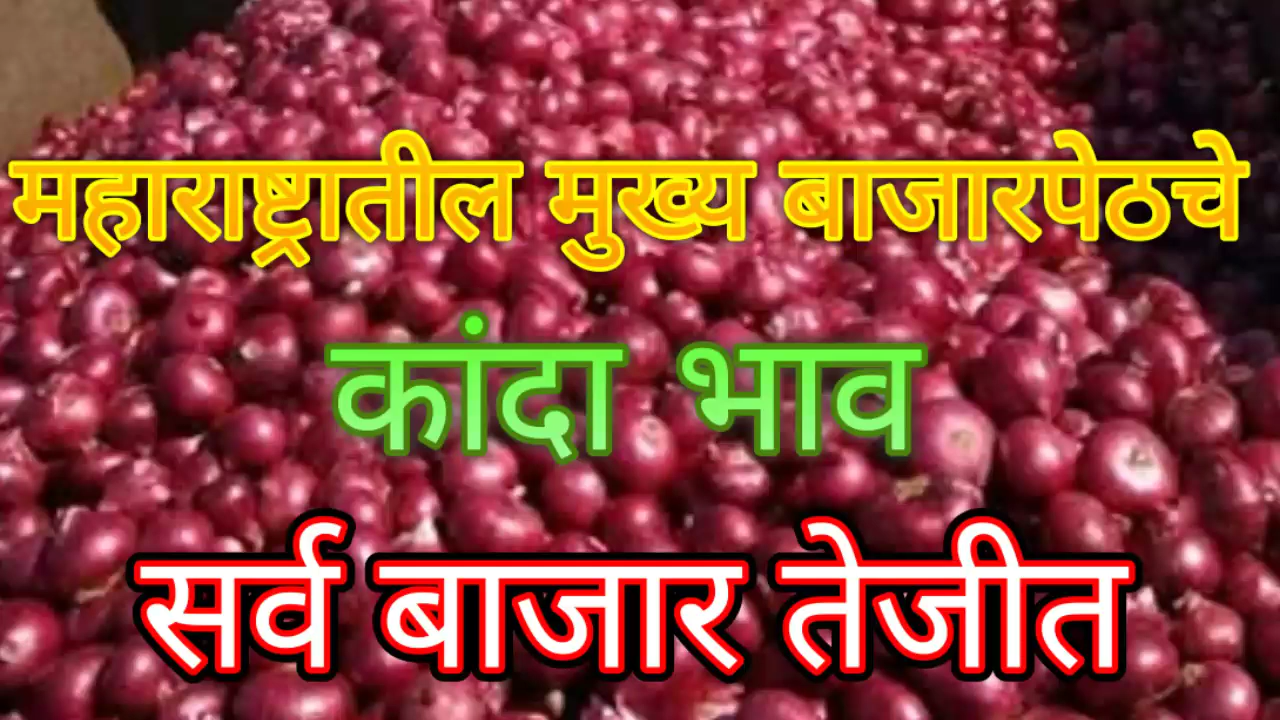 महाराष्ट्रातील मुख्य बाजारपेठचे
कांदा भाव
सर्व बाजार तेजीत